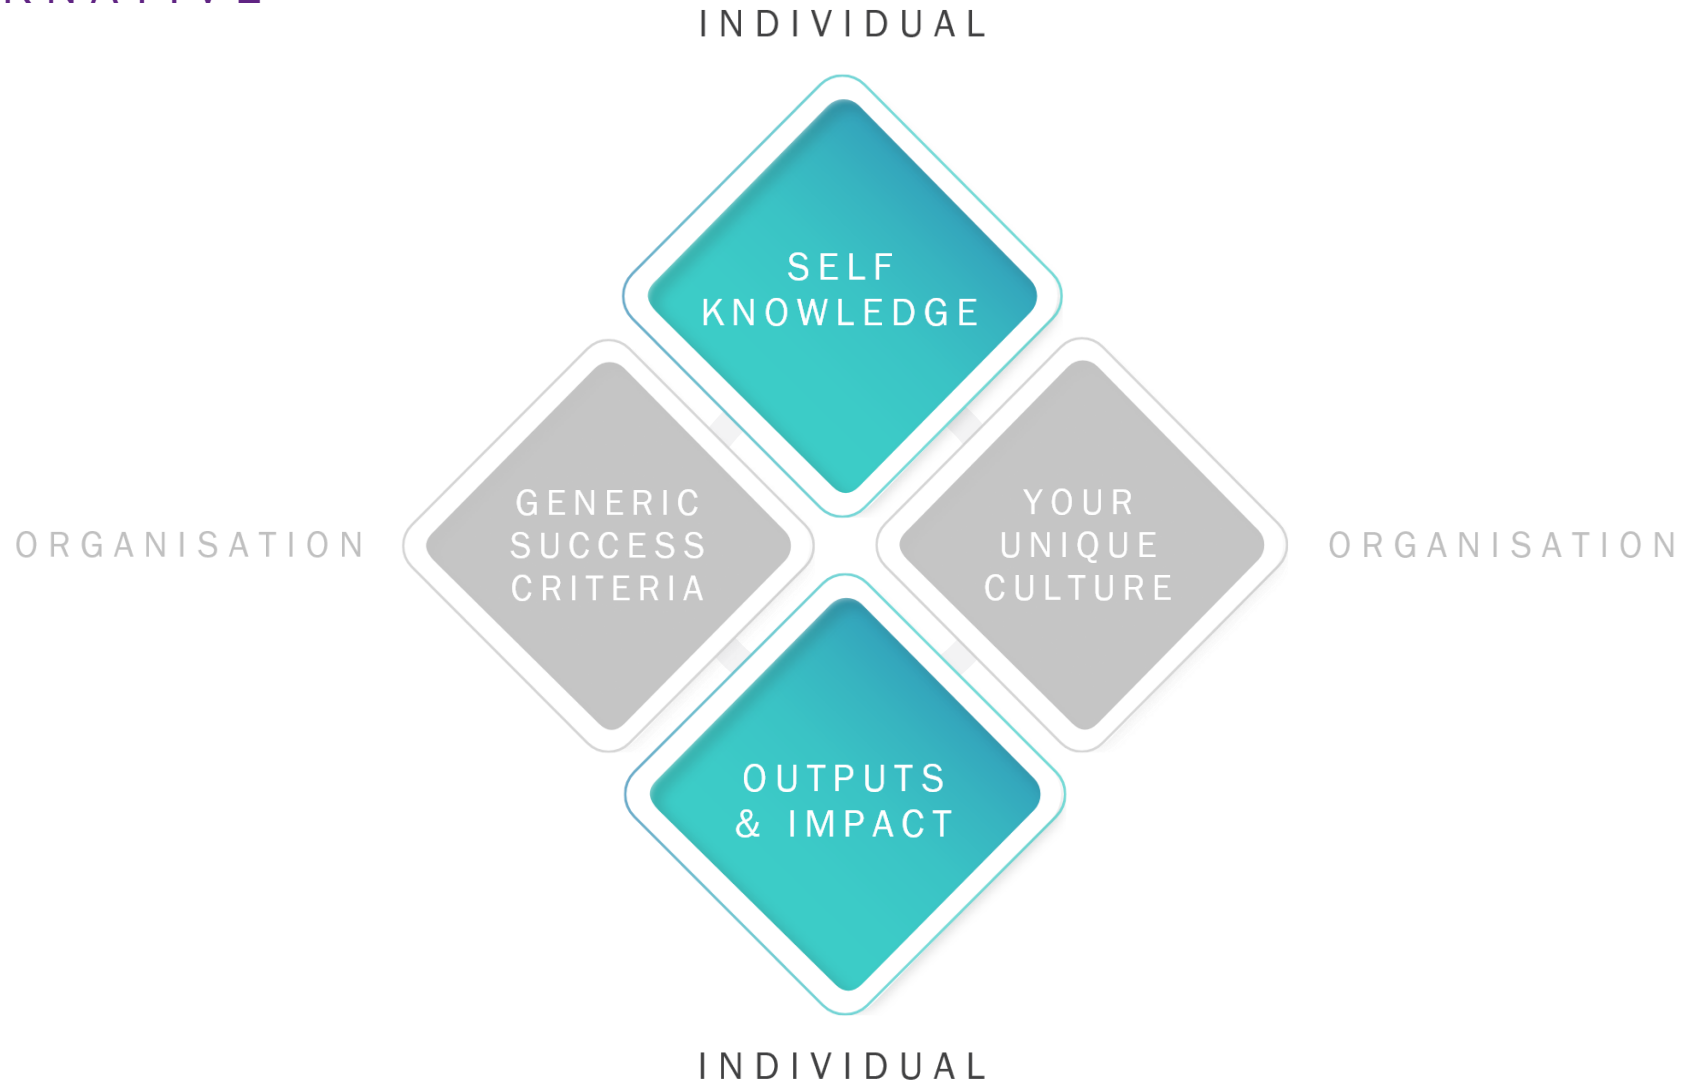 INDIVIDUAL
SELF
KNOWLEDGE
GENERIC
SUCCESS
CRITERIA
YOUR
UNIQUE
CULTURE
ORGANISATION
ORGANISATION
OUTPUTS
& IMPACT
INDIVIDUAL